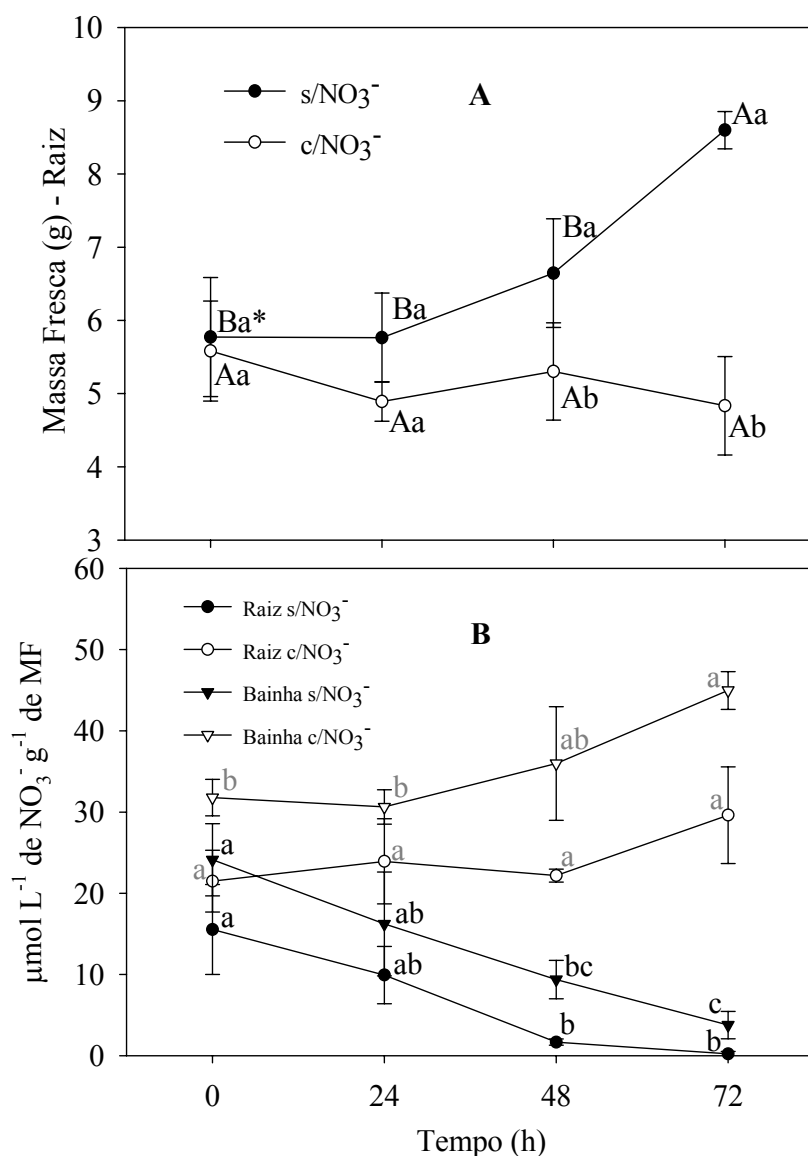 10
9
8
7
6
5
4
3
Massa Fresca (g) - Raiz
s/NO₃⁻
c/NO₃⁻
A
Ba*
Ba
Ba
Aa
Aa
Aa
Ab
Ab
60
50
40
30
20
10
0
µmol L⁻¹ de NO₃⁻ g⁻¹ de MF
Raiz s/NO₃⁻
Raiz c/NO₃⁻
Bainha s/NO₃⁻
Bainha c/NO₃⁻
B
b
b
ab
a
a
a
a
a
a
ab
bc
c
a
ab
b
b
0
24
48
72
Tempo (h)